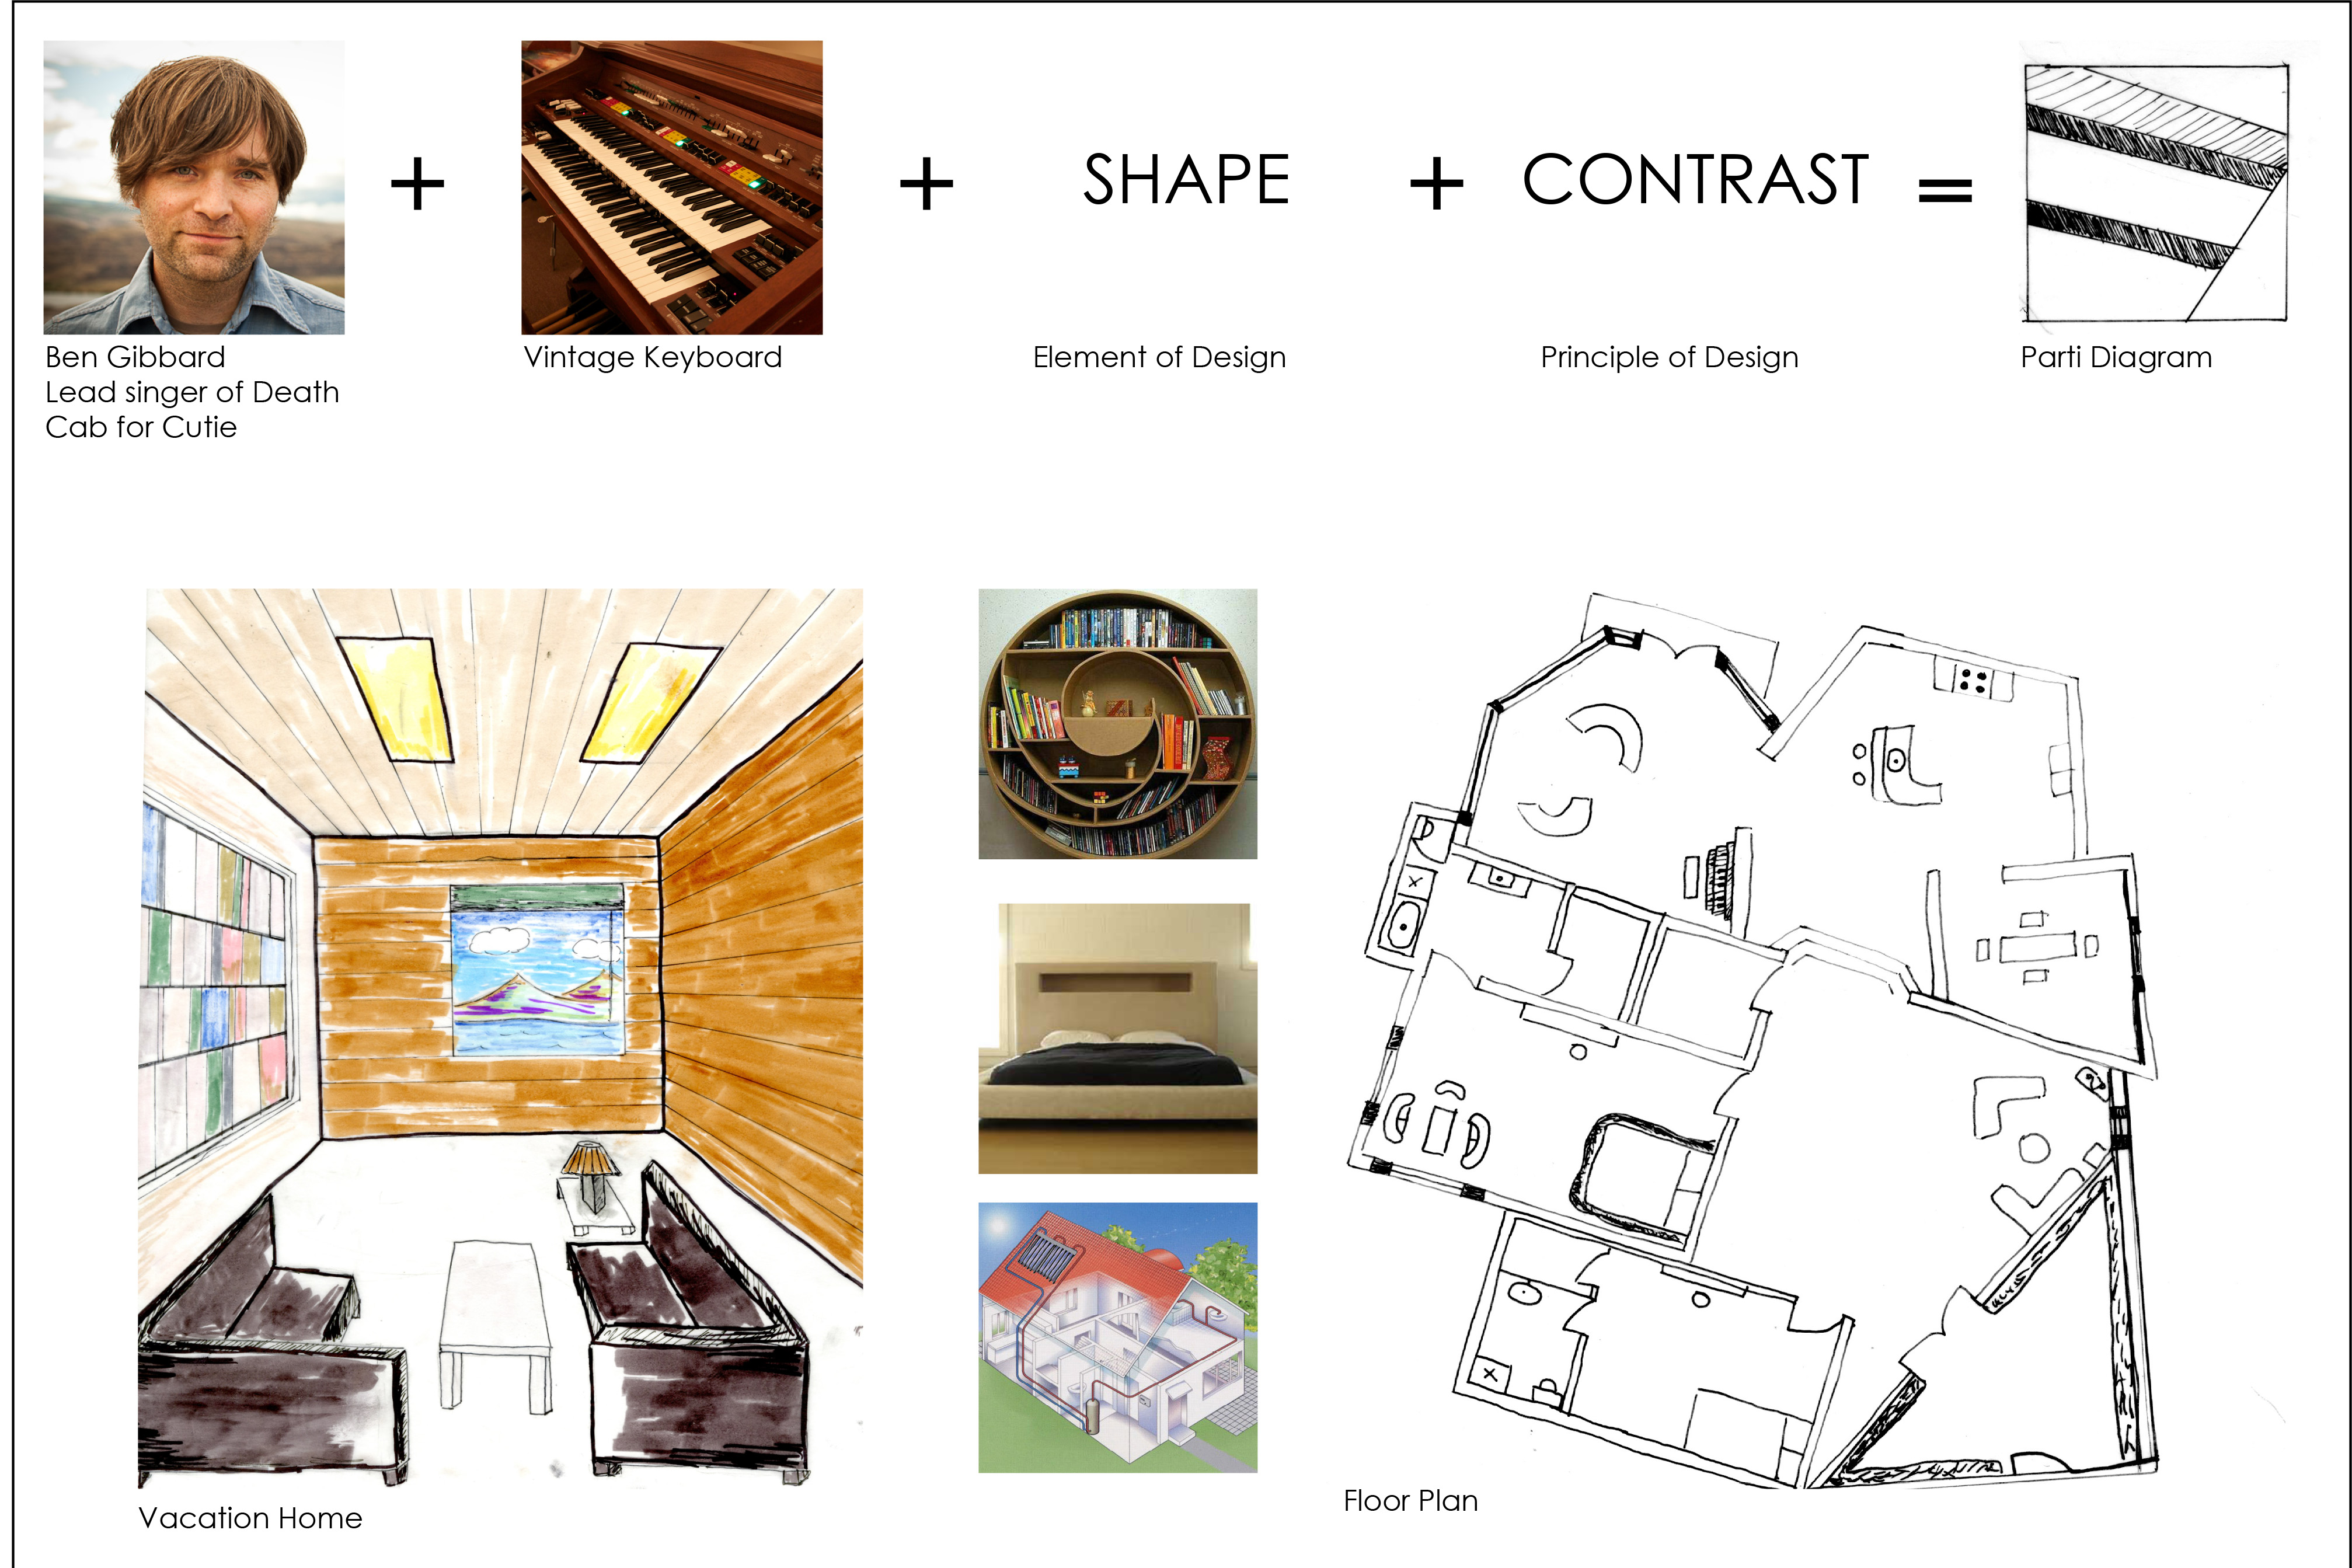 SHAPE
CONTRAST
Ben Gibbard
Lead singer of Death
Cab for Cutie
Vintage Keyboard
Element of Design
Principle of Design
Parti Diagram
Vacation Home
Floor Plan